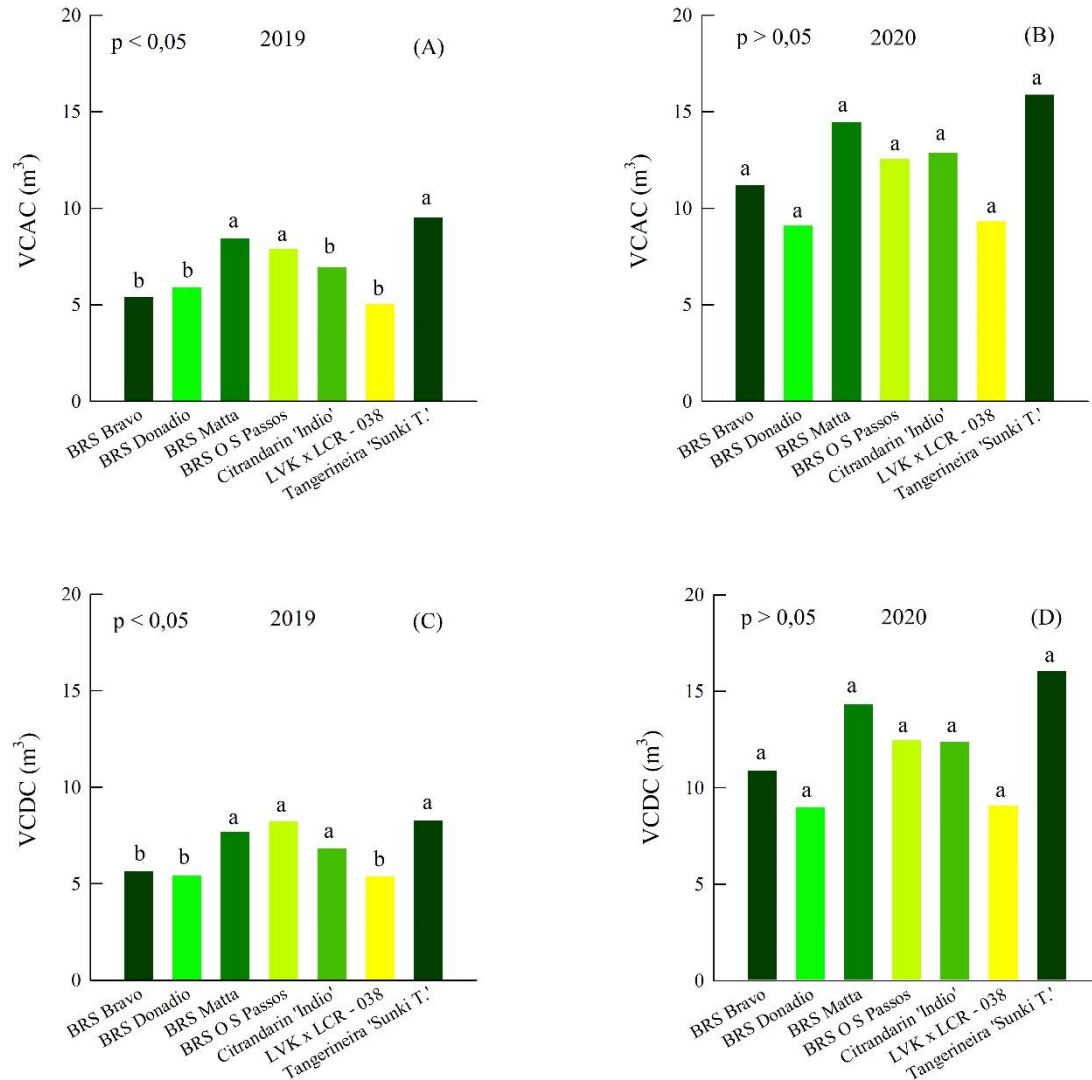 20
p < 0,05 2019 (A)
15
VCAC (m³)
a
a a
10
b
b b b
5
0
BRS Bravo
BRS Donadio
BRS Matta
BRS O S Passos
Citrandarin 'Indio'
LVK x LCR - 038
Tangerineira 'Sunki T.'
20
p > 0,05 2020 (B)
a
a
15
VCAC (m³)
a a
a
a a
10
5
0
BRS Bravo
BRS Donadio
BRS Matta
BRS O S Passos
Citrandarin 'Indio'
LVK x LCR - 038
Tangerineira 'Sunki T.'
20
p < 0,05 2019 (C)
15
VCDC (m³)
10
a a a
a
b b b
5
0
BRS Bravo
BRS Donadio
BRS Matta
BRS O S Passos
Citrandarin 'Indio'
LVK x LCR - 038
Tangerineira 'Sunki T.'
20
p > 0,05 2020 (D)
a
a
15
VCDC (m³)
a a
a
a a
10
5
0
BRS Bravo
BRS Donadio
BRS Matta
BRS O S Passos
Citrandarin 'Indio'
LVK x LCR - 038
Tangerineira 'Sunki T.'